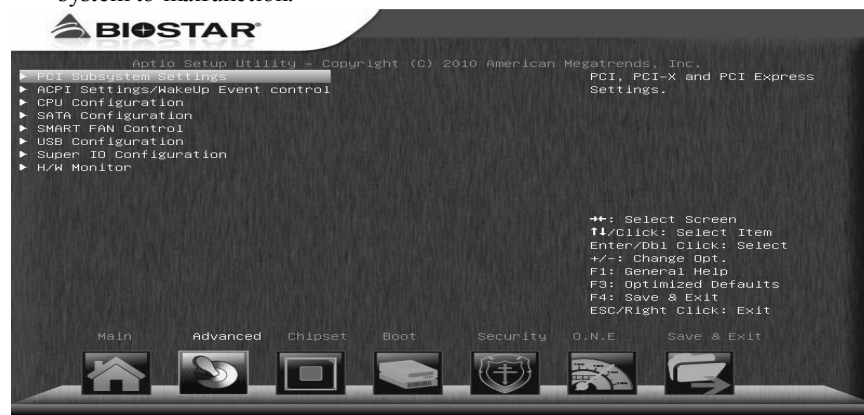 system to malfunction.
BIOSTAR®
Aptio Setup Utility – Copyright (C) 2010 American Megatrends, Inc.
► PCI Subsystem Settings
► ACPI Settings/WakeUp Event control
► CPU Configuration
► SATA Configuration
► SMART FAN Control
► USB Configuration
► Super IO Configuration
► H/W Monitor
PCI, PCI-X and PCI Express
Settings.
→←: Select Screen
↑↓/Click: Select Item
Enter/Dbl Click: Select
+/-: Change Opt.
F1: General Help
F3: Optimized Defaults
F4: Save & Exit
ESC/Right Click: Exit
Main Advanced Chipset Boot Security O.N.E Save & Exit